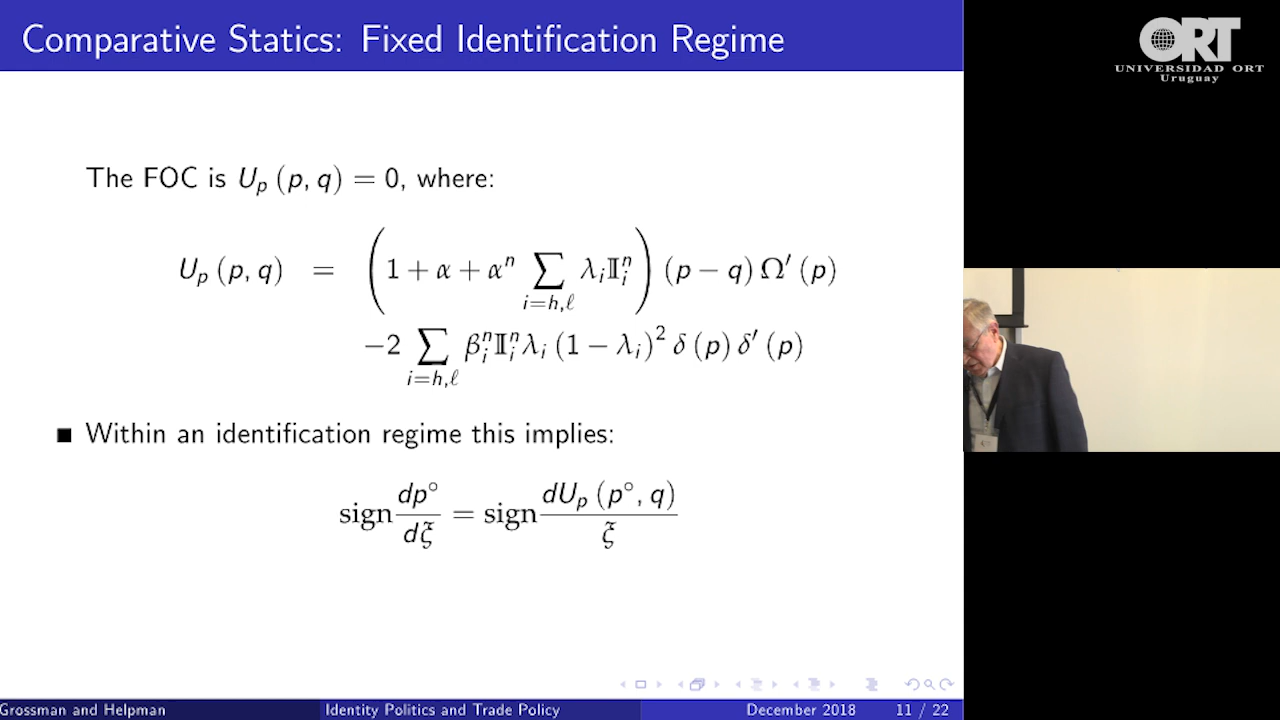 Comparative Statics: Fixed Identification Regime
ORT
UNIVERSIDAD ORT
Uruguay
The FOC is U_p (p, q) = 0, where:
U_p (p, q) = (1 + α + α^n ∑_{i=h,ℓ} λ_i 𝕀_i^n) (p − q) Ω′ (p)
−2 ∑_{i=h,ℓ} β_i^n 𝕀_i^n λ_i (1 − λ_i)^2 δ (p) δ′ (p)
■ Within an identification regime this implies:
sign dp°/dξ = sign dU_p (p°, q)/ξ
Grossman and Helpman Identity Politics and Trade Policy December 2018 11 / 22